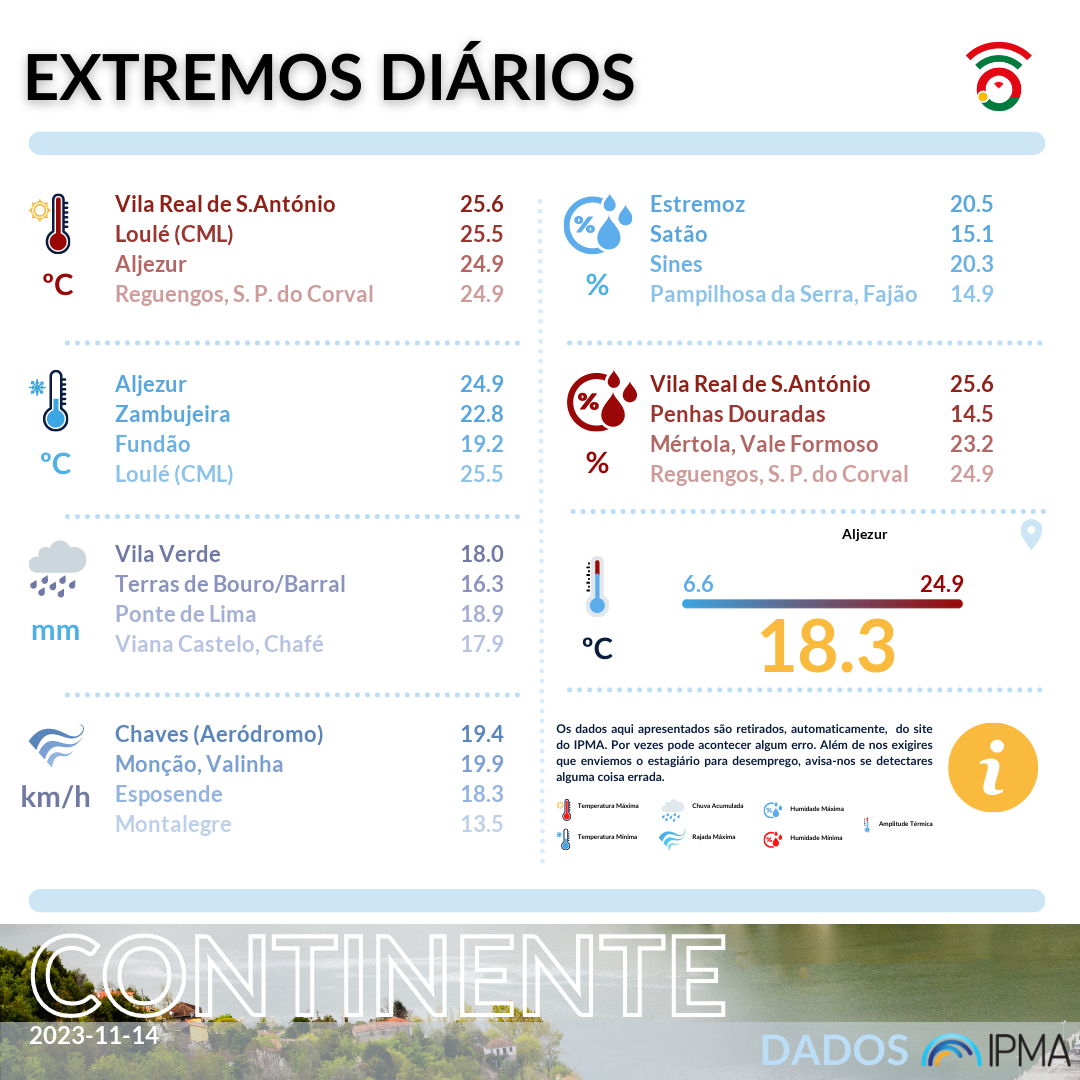 EXTREMOS DIÁRIOS
ºC
Vila Real de S.António 25.6
Loulé (CML) 25.5
Aljezur 24.9
Reguengos, S. P. do Corval 24.9
ºC
Aljezur 24.9
Zambujeira 22.8
Fundão 19.2
Loulé (CML) 25.5
mm
Vila Verde 18.0
Terras de Bouro/Barral 16.3
Ponte de Lima 18.9
Viana Castelo, Chafé 17.9
km/h
Chaves (Aeródromo) 19.4
Monção, Valinha 19.9
Esposende 18.3
Montalegre 13.5
%
%
Estremoz 20.5
Satão 15.1
Sines 20.3
Pampilhosa da Serra, Fajão 14.9
%
%
Vila Real de S.António 25.6
Penhas Douradas 14.5
Mértola, Vale Formoso 23.2
Reguengos, S. P. do Corval 24.9
Aljezur
6.6 24.9
18.3
ºC
Os dados aqui apresentados são retirados, automaticamente, do site
do IPMA. Por vezes pode acontecer algum erro. Além de nos exigires
que enviemos o estagiário para desemprego, avisa-nos se detectares
alguma coisa errada.
i
Temperatura Máxima Chuva Acumulada Humidade Máxima
Amplitude Térmica
Temperatura Mínima Rajada Máxima Humidade Mínima
CONTINENTE
2023-11-14
DADOS IPMA